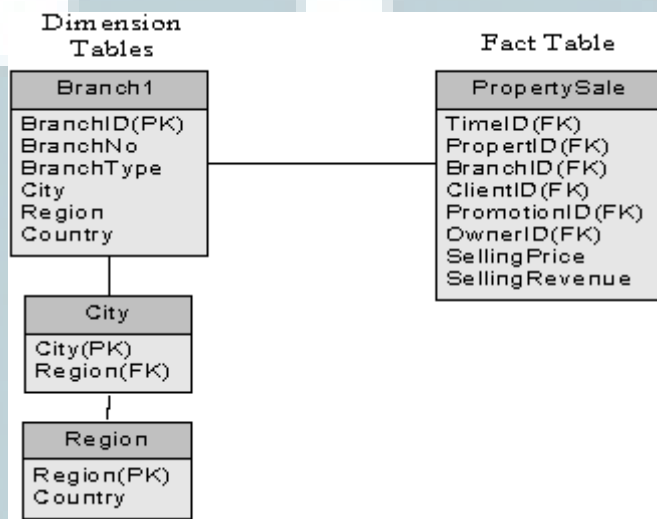 Dimension
Tables
Fact Table
Branch1
BranchID(PK)
BranchNo
BranchType
City
Region
Country
PropertySale
TimeID(FK)
PropertID(FK)
BranchID(FK)
ClientID(FK)
PromotionID(FK)
OwnerID(FK)
SellingPrice
SellingRevenue
City
City(PK)
Region(FK)
Region
Region(PK)
Country